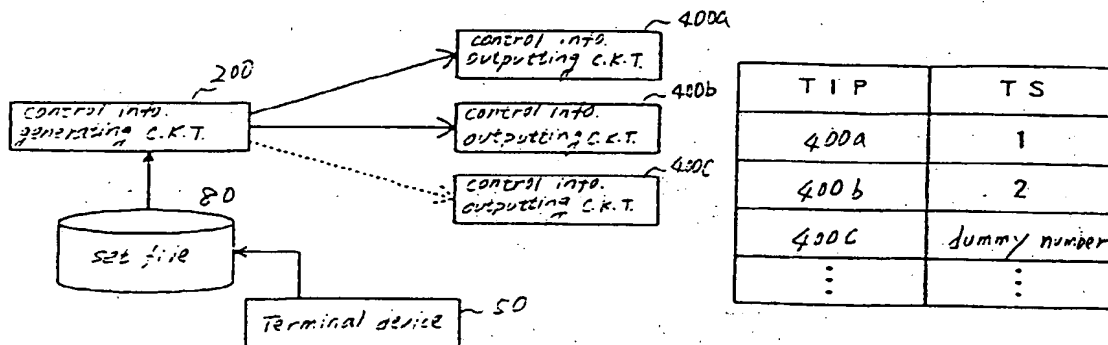 400a
control info.
outputting C.K.T.
200
control info.
generating C.K.T.
400b
control info.
outputting C.K.T.
400c
control info.
outputting C.K.T.
80
set file
Terminal device
50
TIP TS
400a 1
400b 2
400c dummy number
⋮ ⋮